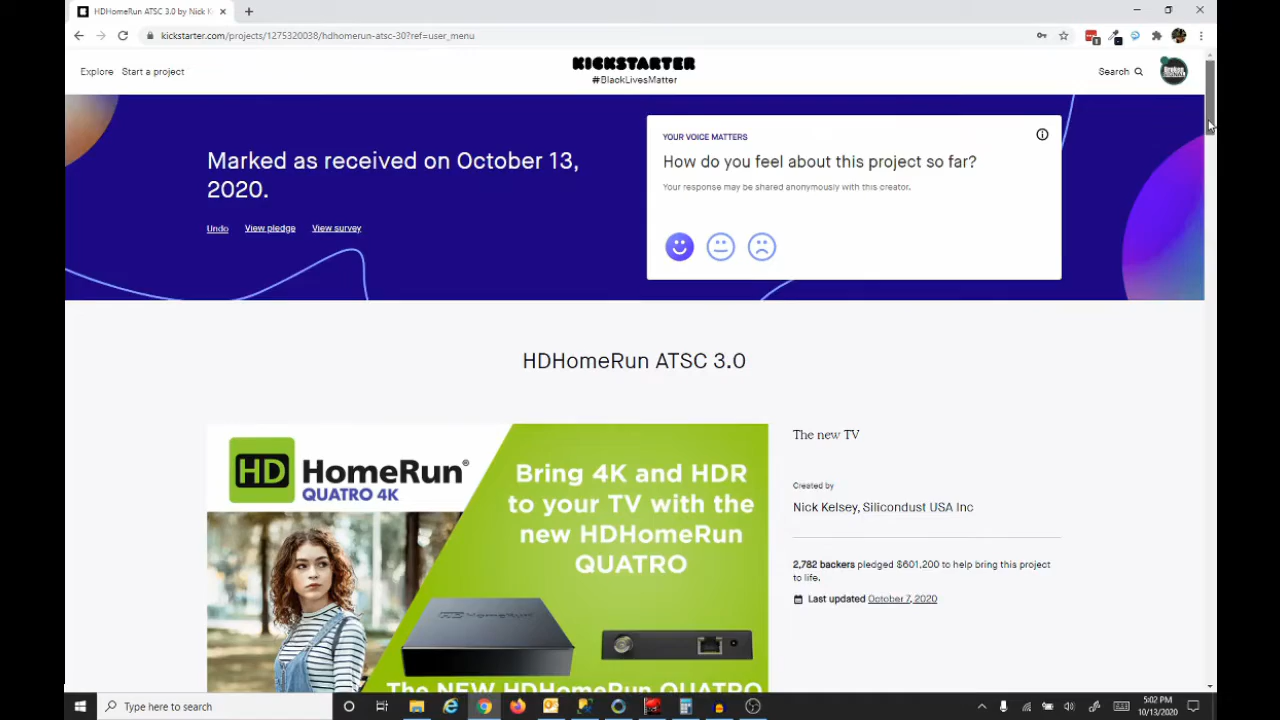 HDHomeRun ATSC 3.0 by Nick K
kickstarter.com/projects/1275320038/hdhomerun-atsc-30?ref=user_menu
Explore Start a project
KICKSTARTER
#BlackLivesMatter
Search
Marked as received on October 13,
2020.
Undo View pledge View survey
YOUR VOICE MATTERS
How do you feel about this project so far?
Your response may be shared anonymously with this creator.
HDHomeRun ATSC 3.0
HD HomeRun®
QUATRO 4K
Bring 4K and HDR
to your TV with the
new HDHomeRun
QUATRO
The NEW HDHomeRun QUATRO
The new TV
Created by
Nick Kelsey, Silicondust USA Inc
2,782 backers pledged $601,200 to help bring this project
to life.
Last updated October 7, 2020
Type here to search
5:02 PM
10/13/2020